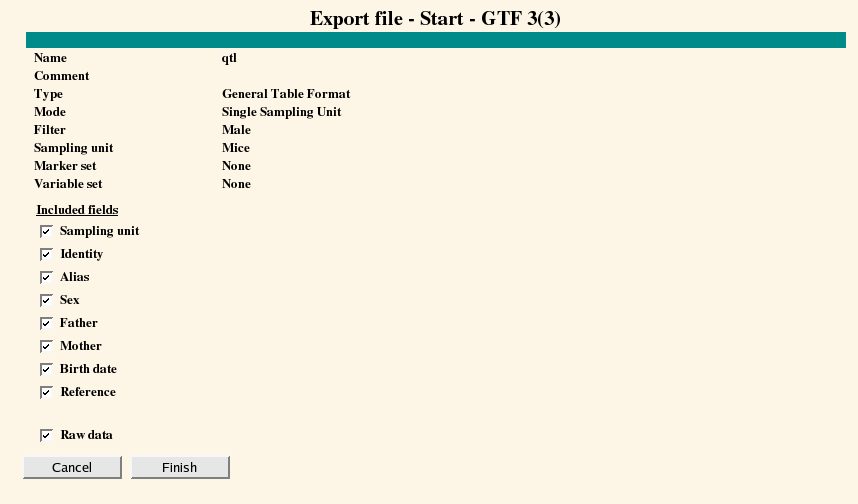 Export file - Start - GTF 3(3)
Name qtl
Comment
Type General Table Format
Mode Single Sampling Unit
Filter Male
Sampling unit Mice
Marker set None
Variable set None
Included fields
Sampling unit
Identity
Alias
Sex
Father
Mother
Birth date
Reference
Raw data
Cancel Finish